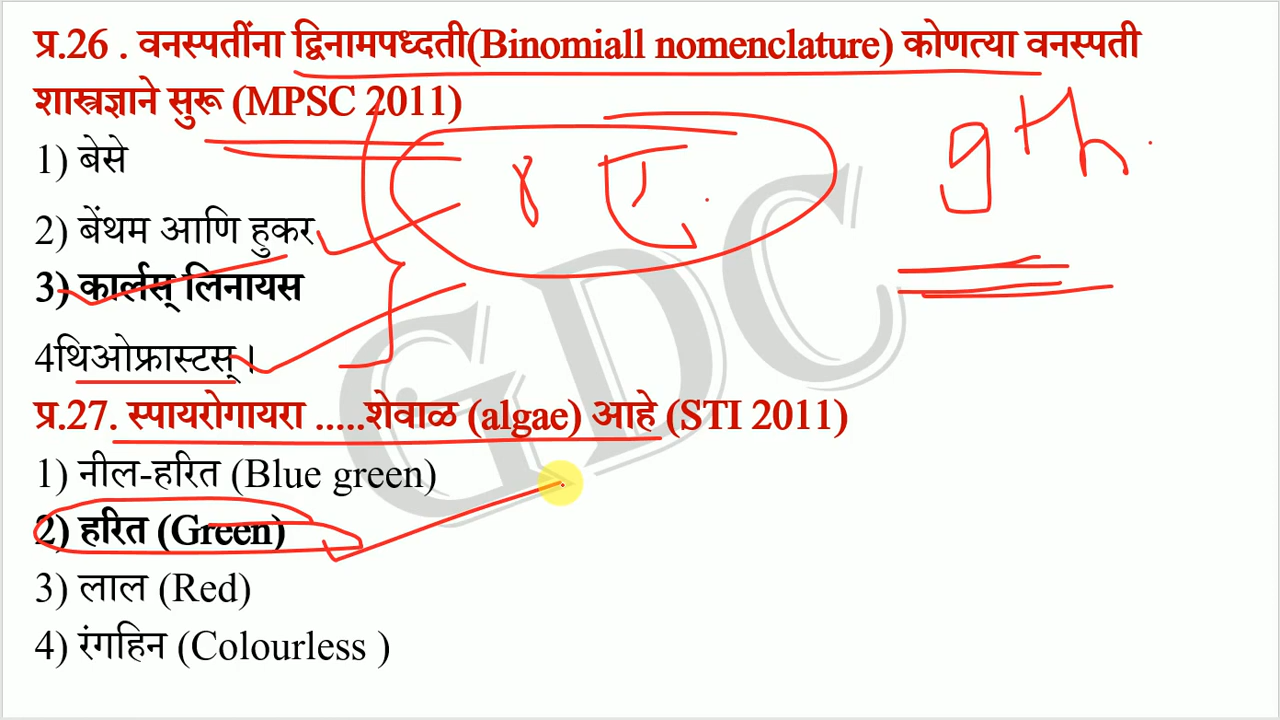 प्र.26 . वनस्पतींना द्विनामपध्दती(Binomiall nomenclature) कोणत्या वनस्पती
शास्त्रज्ञाने सुरू (MPSC 2011)
1) बेसे
2) बेंथम आणि हुकर
3) कार्लस् लिनायस
4थिओफ्रास्टस्।
प्र.27. स्पायरोगायरा .....शेवाळ (algae) आहे (STI 2011)
1) नील-हरित (Blue green)
2) हरित (Green)
3) लाल (Red)
4) रंगहिन (Colourless )
9th.
GDC